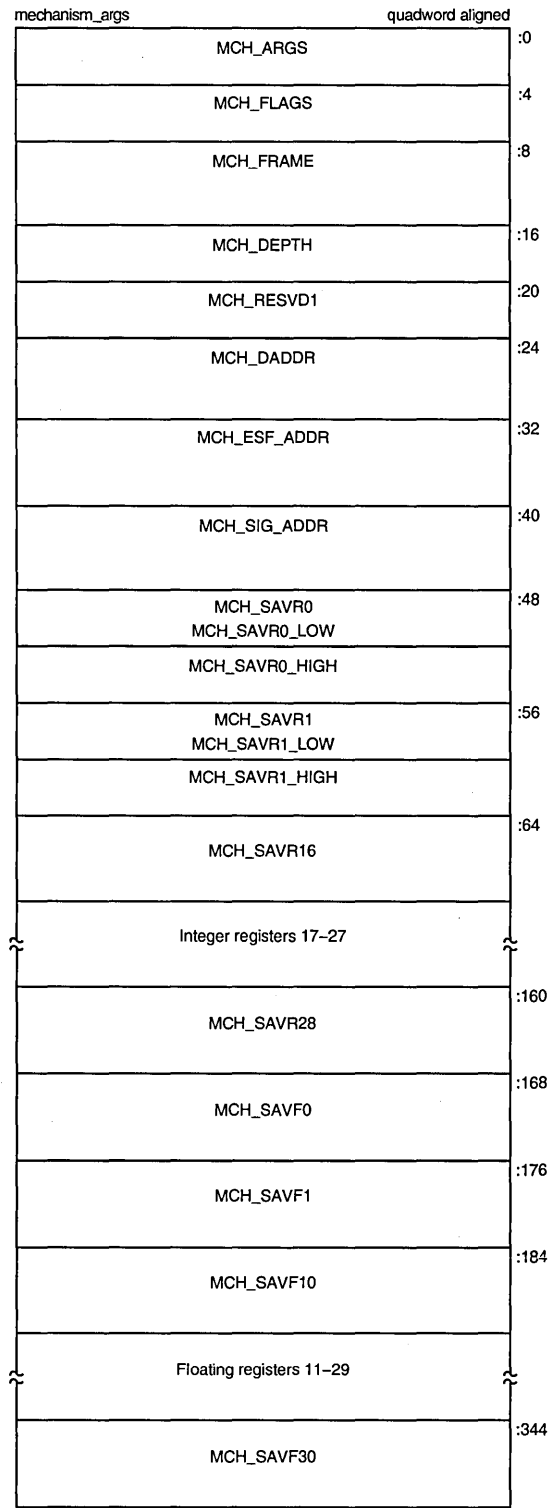 mechanism_args quadword aligned
:0
MCH_ARGS
:4
MCH_FLAGS
:8
MCH_FRAME
:16
MCH_DEPTH
:20
MCH_RESVD1
:24
MCH_DADDR
:32
MCH_ESF_ADDR
:40
MCH_SIG_ADDR
:48
MCH_SAVR0
MCH_SAVR0_LOW
MCH_SAVR0_HIGH
:56
MCH_SAVR1
MCH_SAVR1_LOW
MCH_SAVR1_HIGH
:64
MCH_SAVR16
Integer registers 17–27
:160
MCH_SAVR28
:168
MCH_SAVF0
:176
MCH_SAVF1
:184
MCH_SAVF10
Floating registers 11–29
:344
MCH_SAVF30